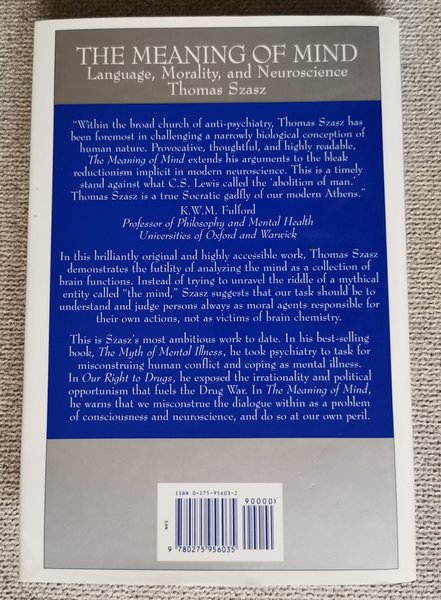 THE MEANING OF MIND
Language, Morality, and Neuroscience
Thomas Szasz
"Within the broad church of anti-psychiatry, Thomas Szasz has
been foremost in challenging a narrowly biological conception of
human nature. Provocative, thoughtful, and highly readable,
The Meaning of Mind extends his arguments to the bleak
reductionism implicit in modern neuroscience. This is a timely
stand against what C.S. Lewis called the 'abolition of man.'
Thomas Szasz is a true Socratic gadfly of our modern Athens."
K.W.M. Fulford
Professor of Philosophy and Mental Health
Universities of Oxford and Warwick
In this brilliantly original and highly accessible work, Thomas Szasz
demonstrates the futility of analyzing the mind as a collection of
brain functions. Instead of trying to unravel the riddle of a mythical
entity called "the mind," Szasz suggests that our task should be to
understand and judge persons always as moral agents responsible for
their own actions, not as victims of brain chemistry.
This is Szasz's most ambitious work to date. In his best-selling
book, The Myth of Mental Illness, he took psychiatry to task for
misconstruing human conflict and coping as mental illness.
In Our Right to Drugs, he exposed the irrationality and political
opportunism that fuels the Drug War. In The Meaning of Mind,
he warns that we misconstrue the dialogue within as a problem
of consciousness and neuroscience, and do so at our own peril.
ISBN 0-275-95603-2
90000>
EAN
9 780275 956035